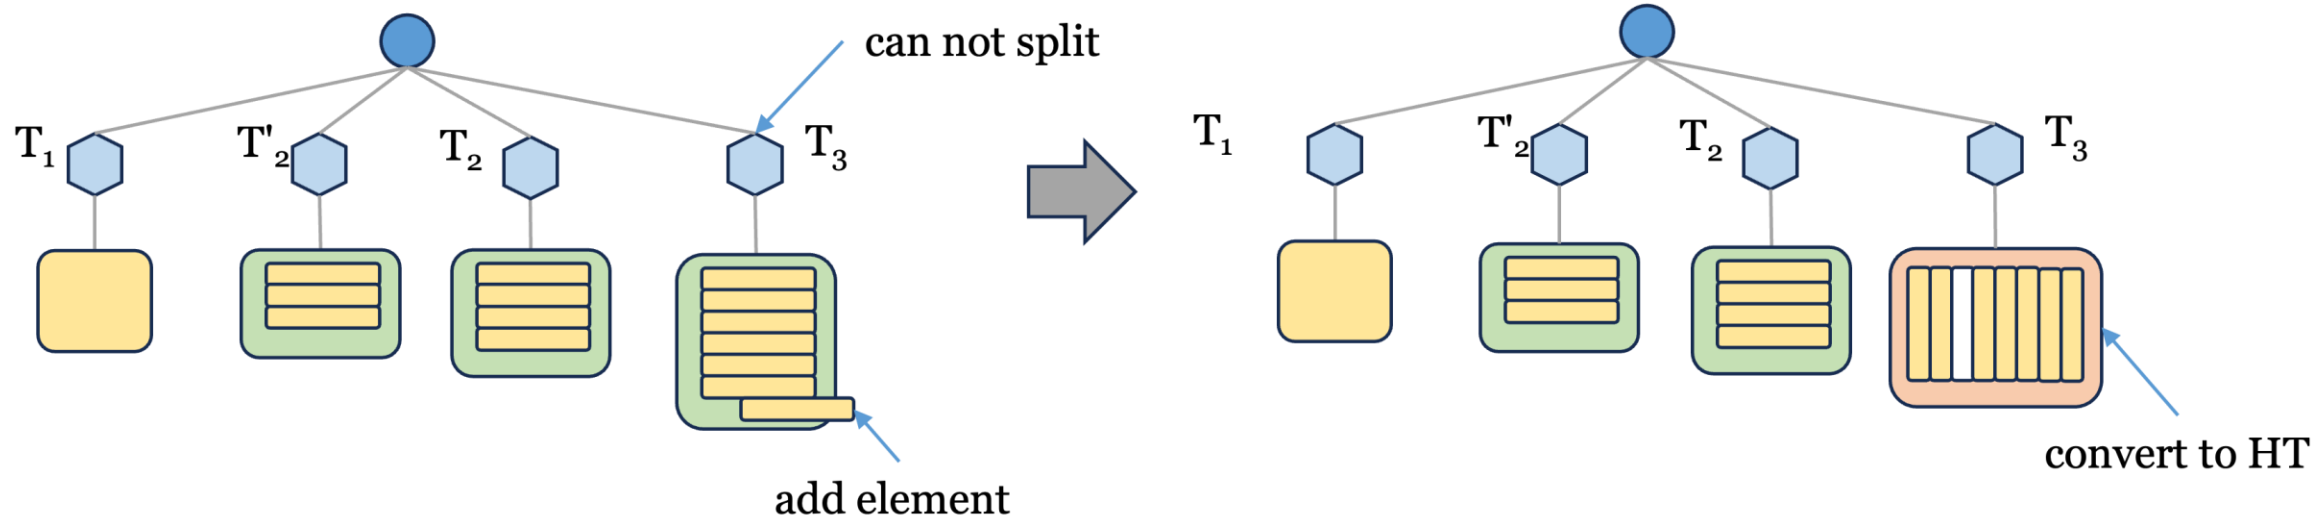 can not split
T₁
T'₂
T₂
T₃
add element
T₁
T'₂
T₂
T₃
convert to HT